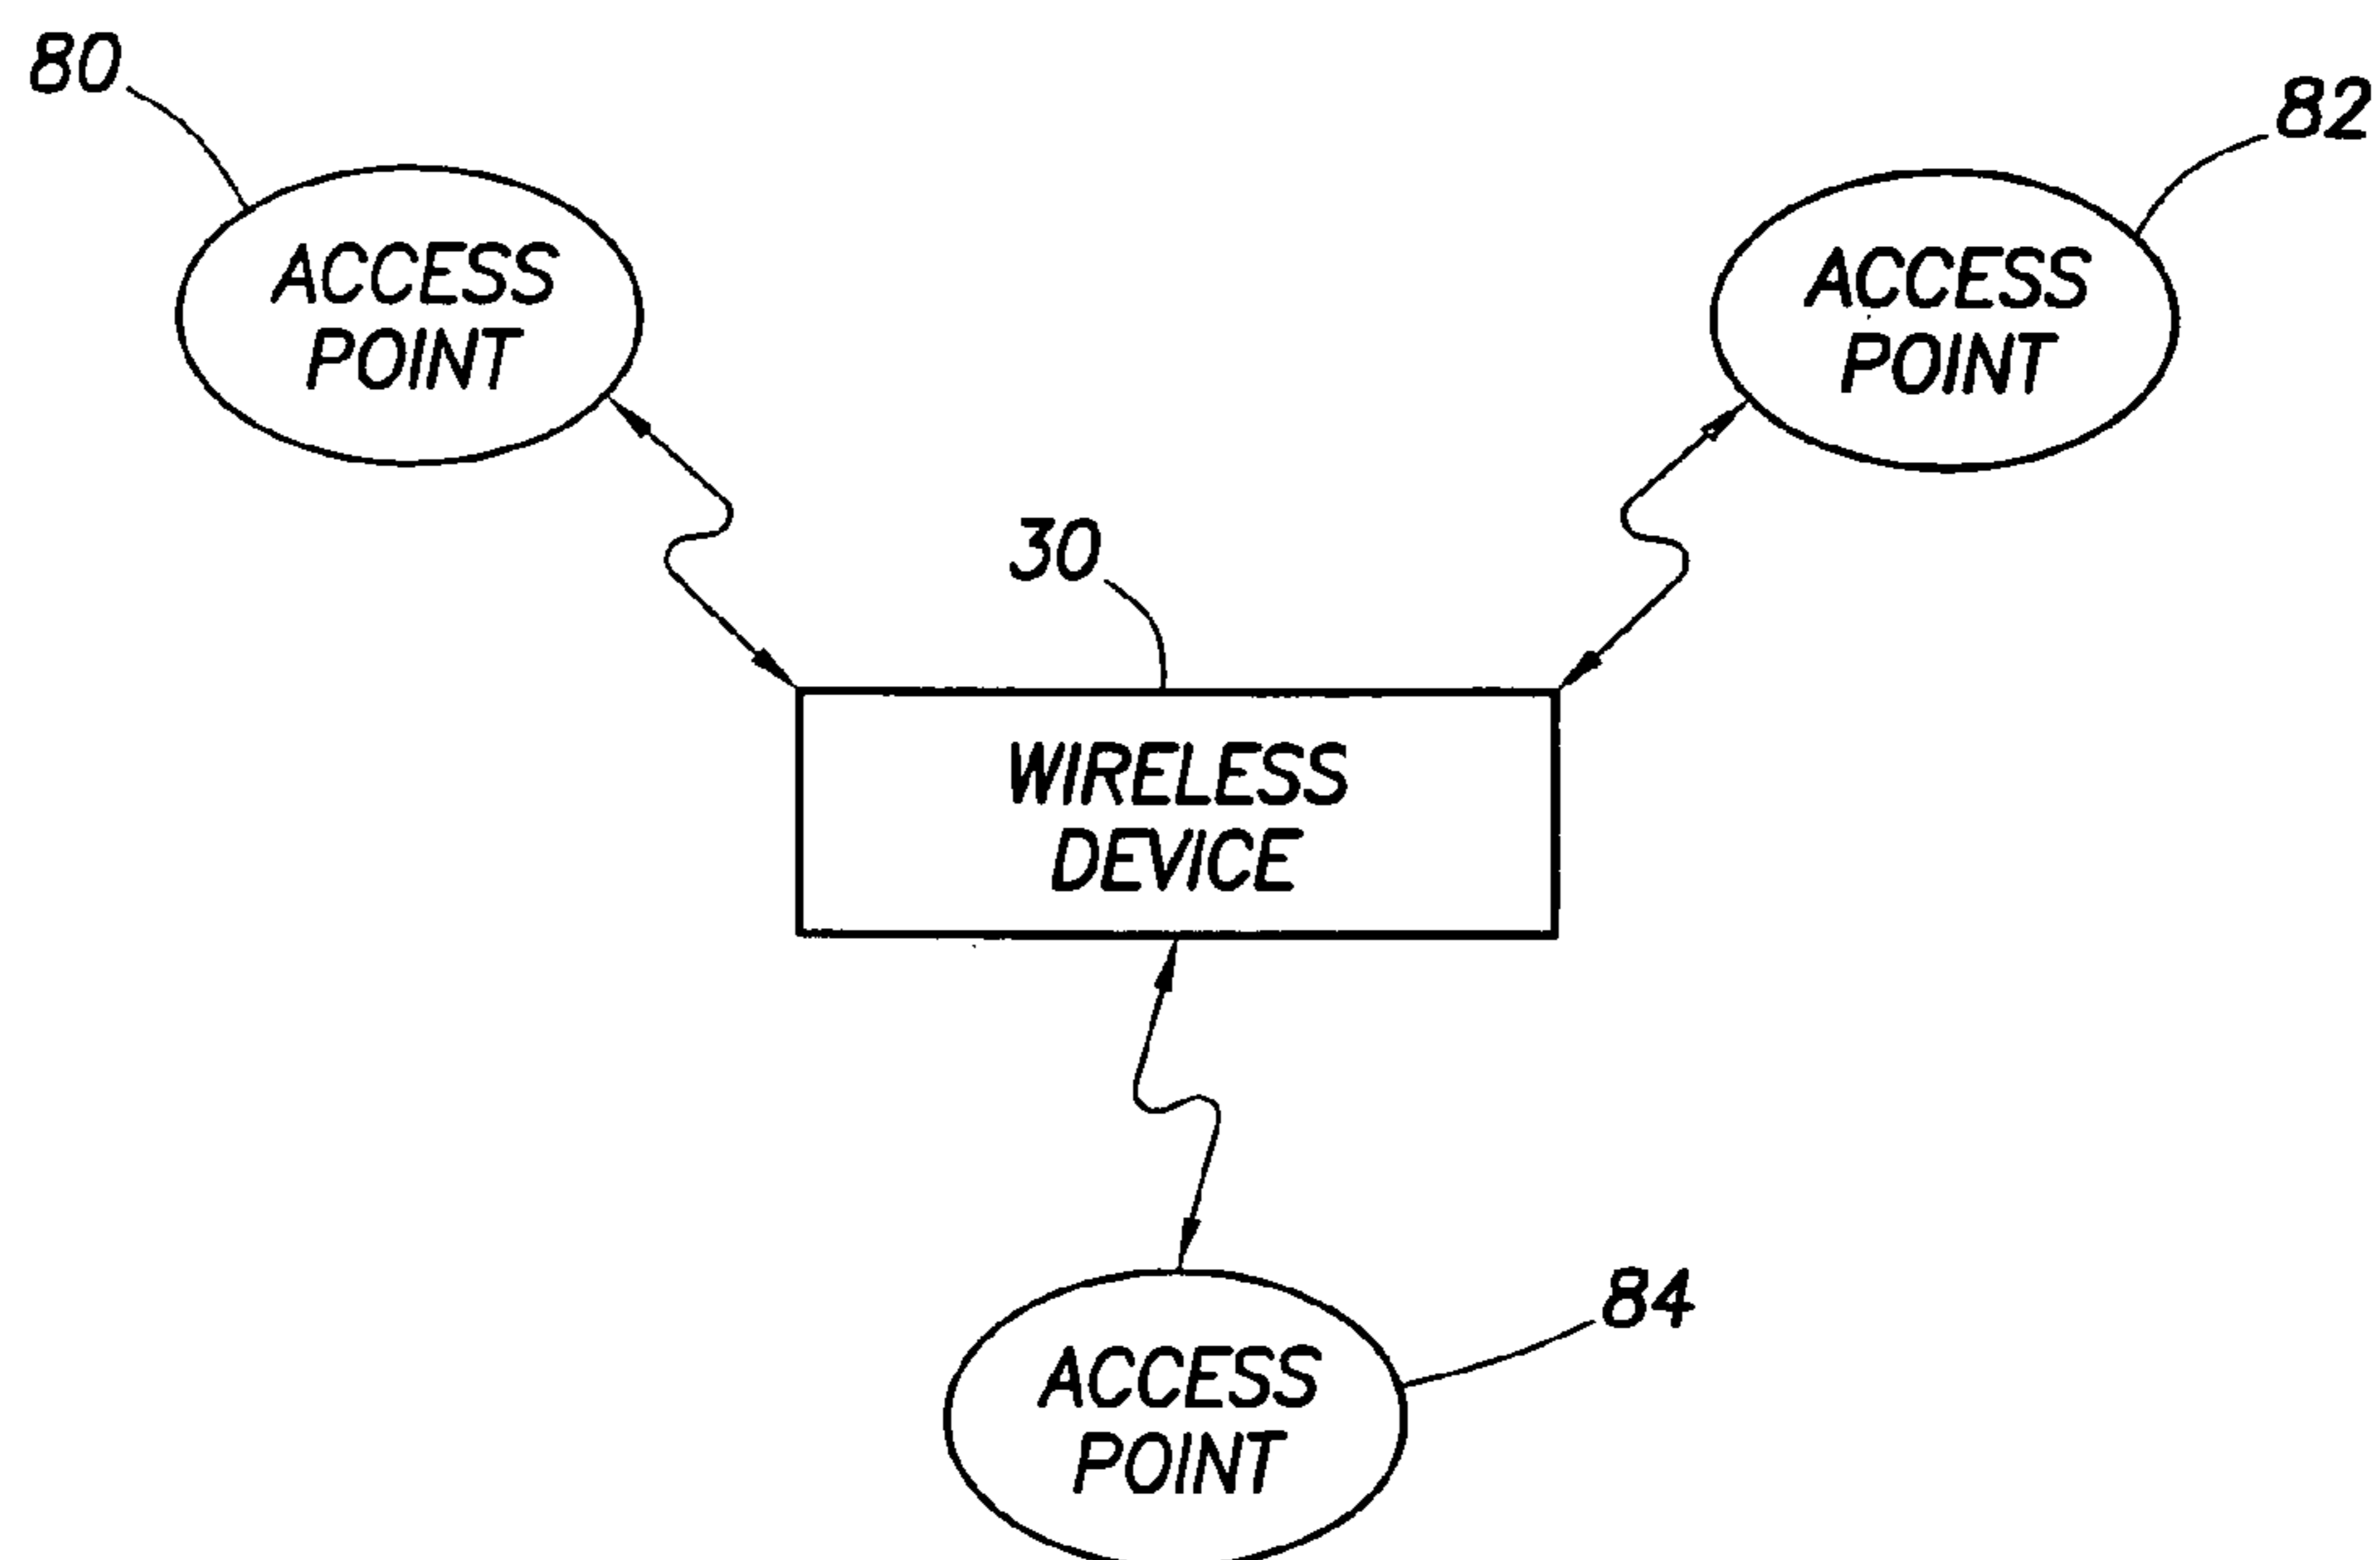 80
82
ACCESS
POINT
ACCESS
POINT
30
WIRELESS
DEVICE
84
ACCESS
POINT